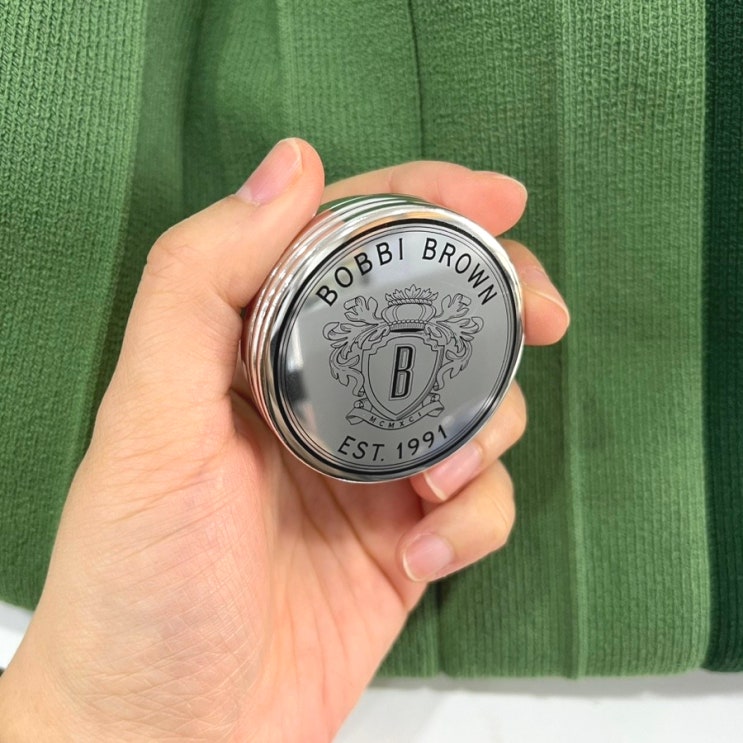 BOBBI BROWN
B
MCMXCI
EST. 1991